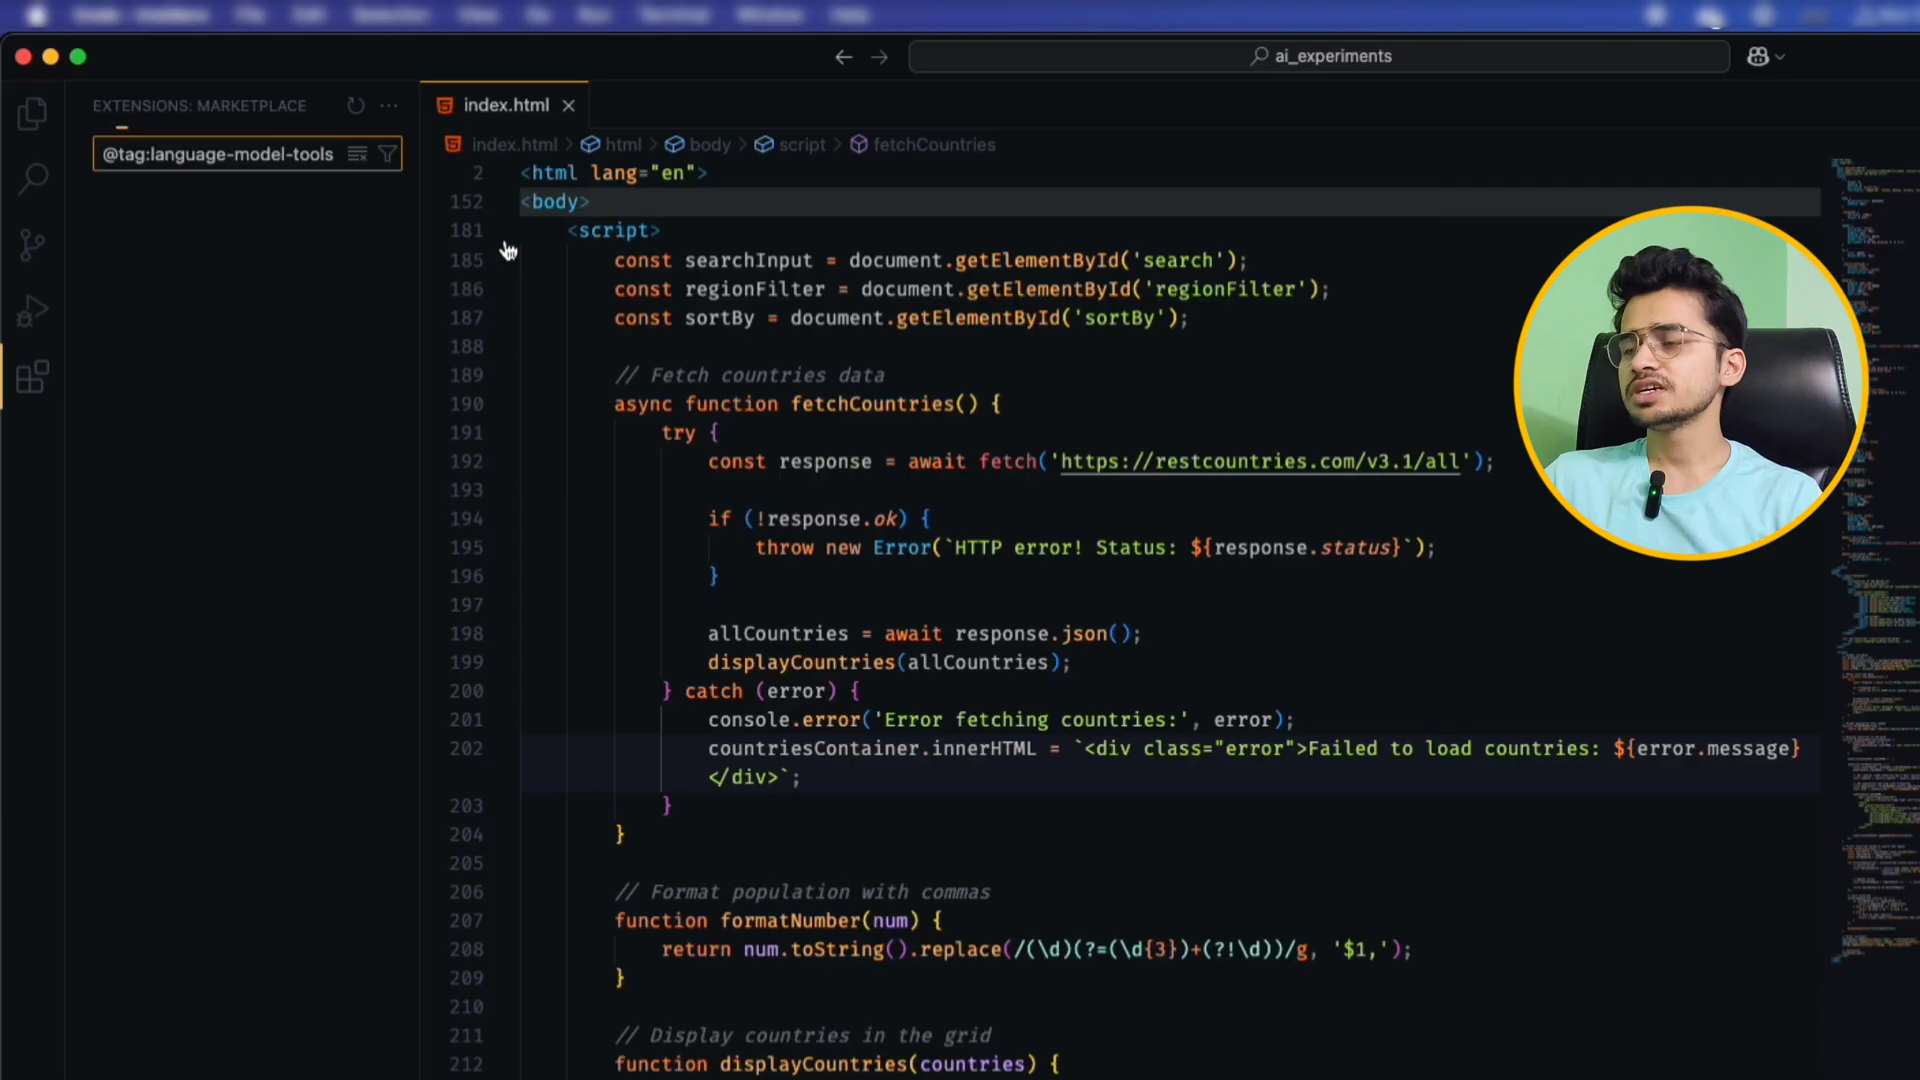 ai_experiments
EXTENSIONS: MARKETPLACE
@tag:language-model-tools
index.html
index.html > html > body > script > fetchCountries
2 <html lang="en">
152 <body>
181 <script>
185 const searchInput = document.getElementById('search');
186 const regionFilter = document.getElementById('regionFilter');
187 const sortBy = document.getElementById('sortBy');
188
189 // Fetch countries data
190 async function fetchCountries() {
191 try {
192 const response = await fetch('https://restcountries.com/v3.1/all');
193
194 if (!response.ok) {
195 throw new Error(`HTTP error! Status: ${response.status}`);
196 }
197
198 allCountries = await response.json();
199 displayCountries(allCountries);
200 } catch (error) {
201 console.error('Error fetching countries:', error);
202 countriesContainer.innerHTML = `<div class="error">Failed to load countries: ${error.message}
</div>`;
203 }
204 }
205
206 // Format population with commas
207 function formatNumber(num) {
208 return num.toString().replace(/(\d)(?=(\d{3})+(?!\d))/g, '$1,');
209 }
210
211 // Display countries in the grid
212 function displayCountries(countries) {